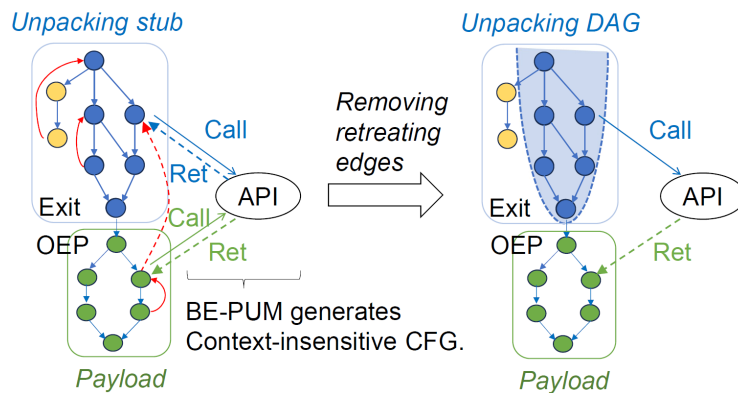 Unpacking stub
Call
Ret
API
Exit
Call
OEP
Ret
BE-PUM generates
Context-insensitive CFG.
Payload
Removing
retreating
edges
Unpacking DAG
Call
API
Exit
OEP
Ret
Payload